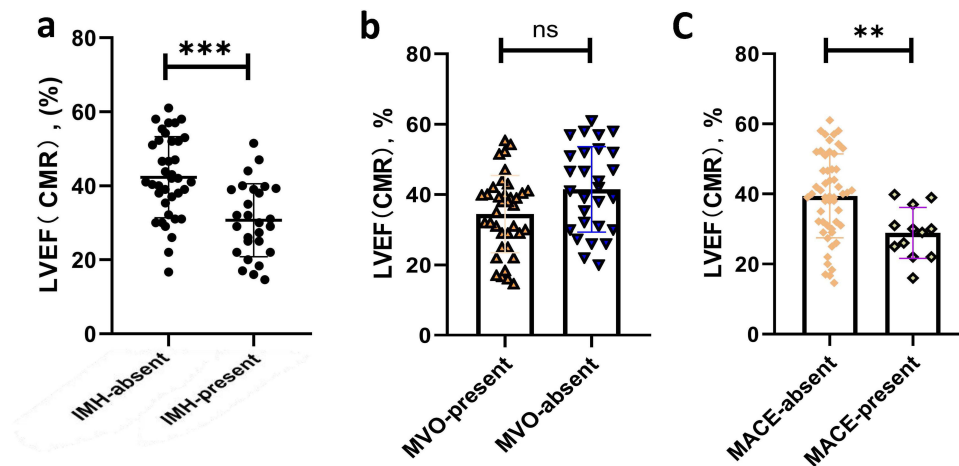 a
***
LVEF（CMR）, (%)
80
60
40
20
0
IMH-absent
IMH-present
b
ns
LVEF（CMR）, %
80
60
40
20
0
MVO-present
MVO-absent
C
**
LVEF（CMR）, %
80
60
40
20
0
MACE-absent
MACE-present